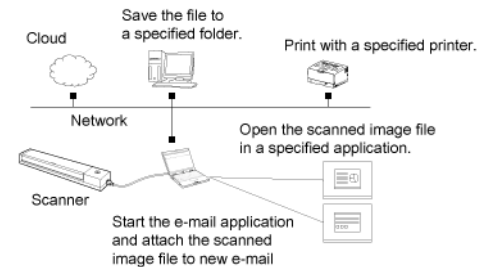 Save the file to
a specified folder.
Cloud
Print with a specified printer.
Network
Open the scanned image file
in a specified application.
Scanner
Start the e-mail application
and attach the scanned
image file to new e-mail